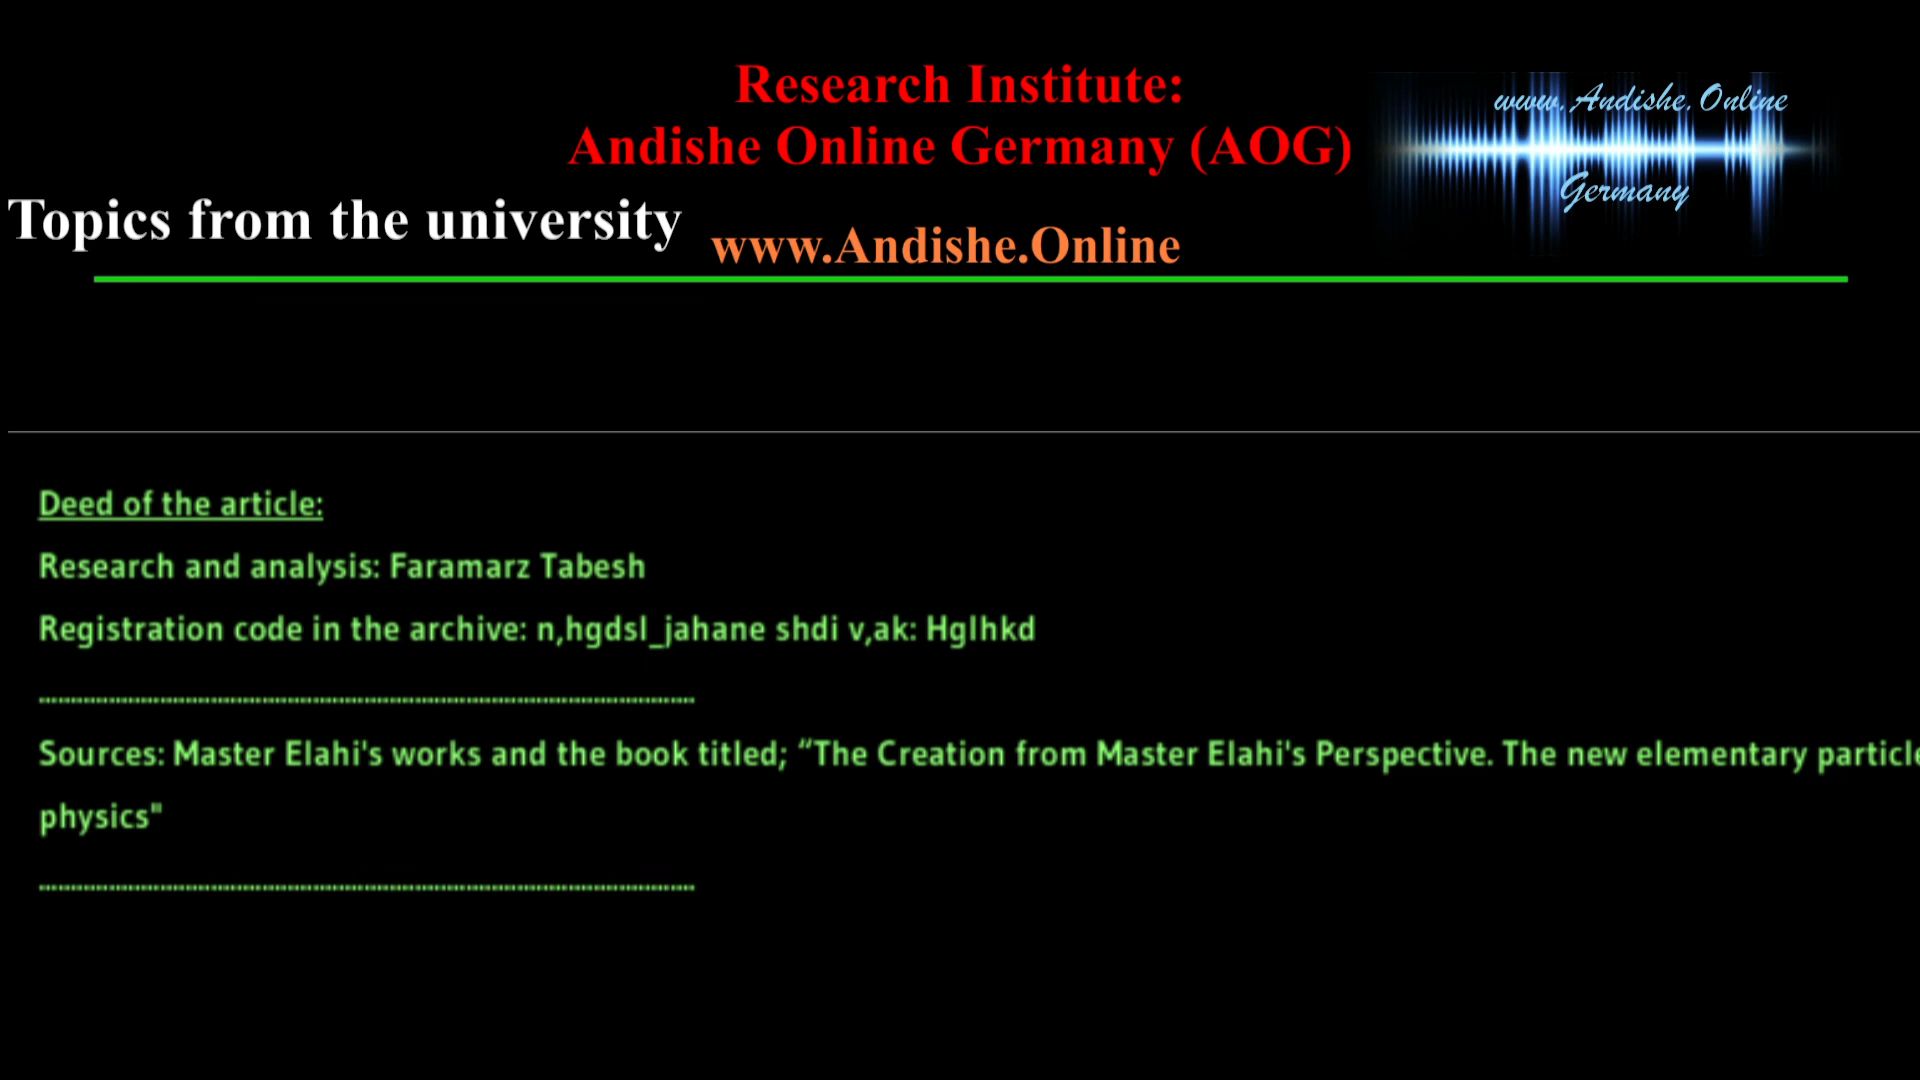 Research Institute:
Andishe Online Germany (AOG)
www.Andishe.Online
Germany
Topics from the university
www.Andishe.Online
Deed of the article:
Research and analysis: Faramarz Tabesh
Registration code in the archive: n,hgdsl_jahane shdi v,ak: Hglhkd
Sources: Master Elahi's works and the book titled; “The Creation from Master Elahi's Perspective. The new elementary particle
physics"